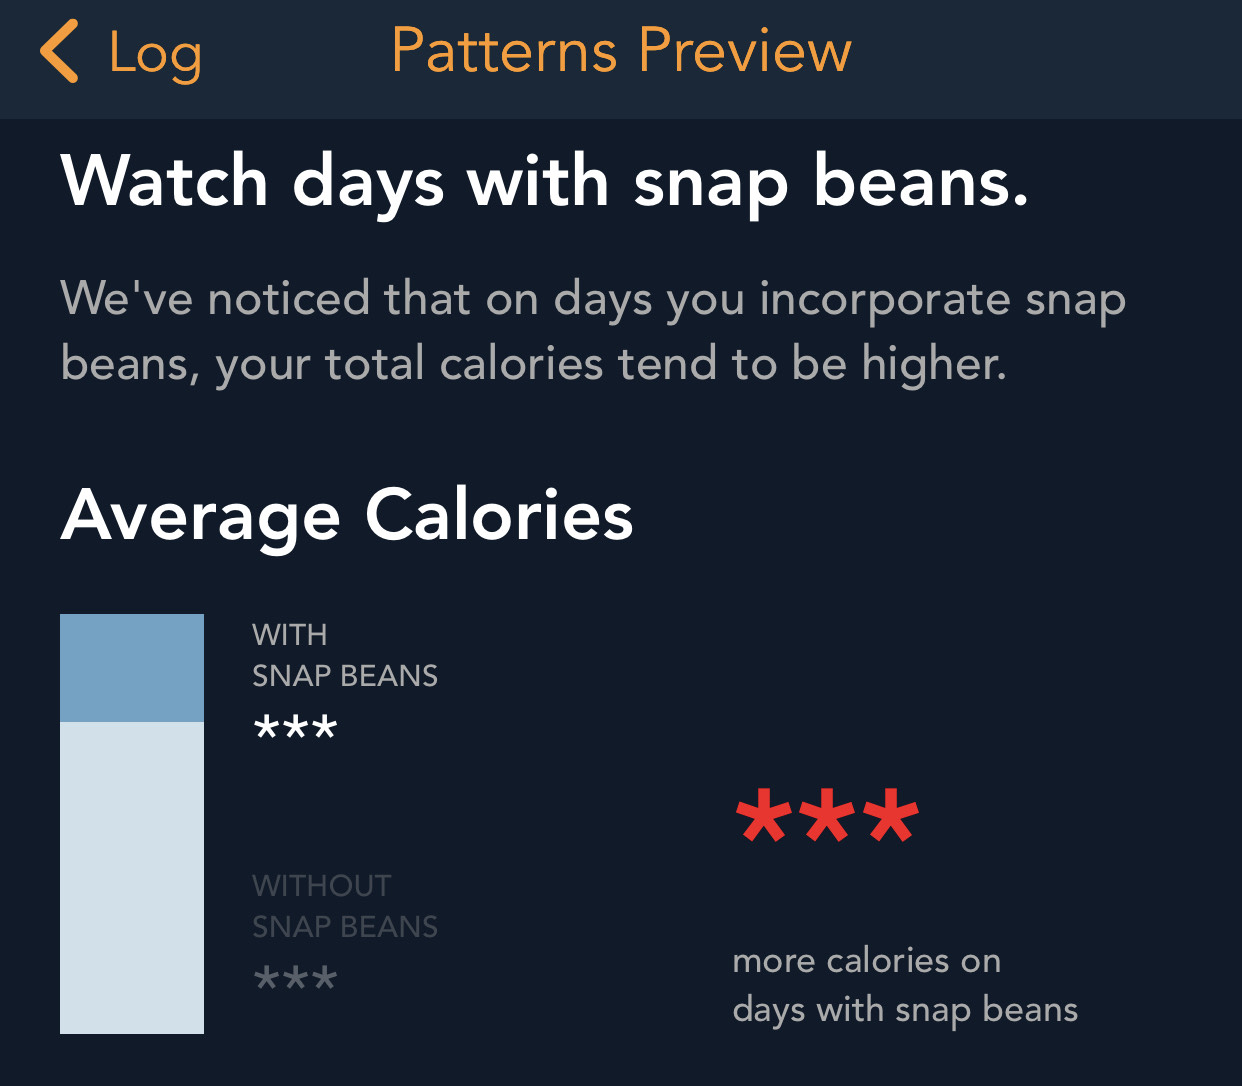 Log
Patterns Preview
Watch days with snap beans.
We've noticed that on days you incorporate snap
beans, your total calories tend to be higher.
Average Calories
WITH
SNAP BEANS
***
WITHOUT
SNAP BEANS
***
***
more calories on
days with snap beans